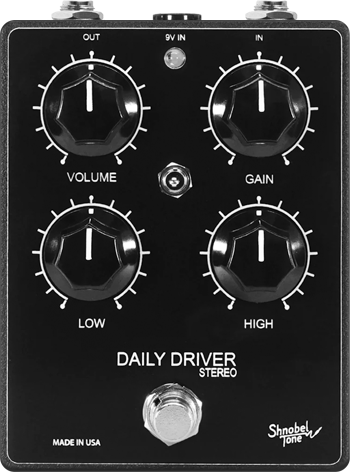 OUT 9V IN IN
VOLUME GAIN
LOW HIGH
DAILY DRIVER
STEREO
MADE IN USA
Shnobel
Tone